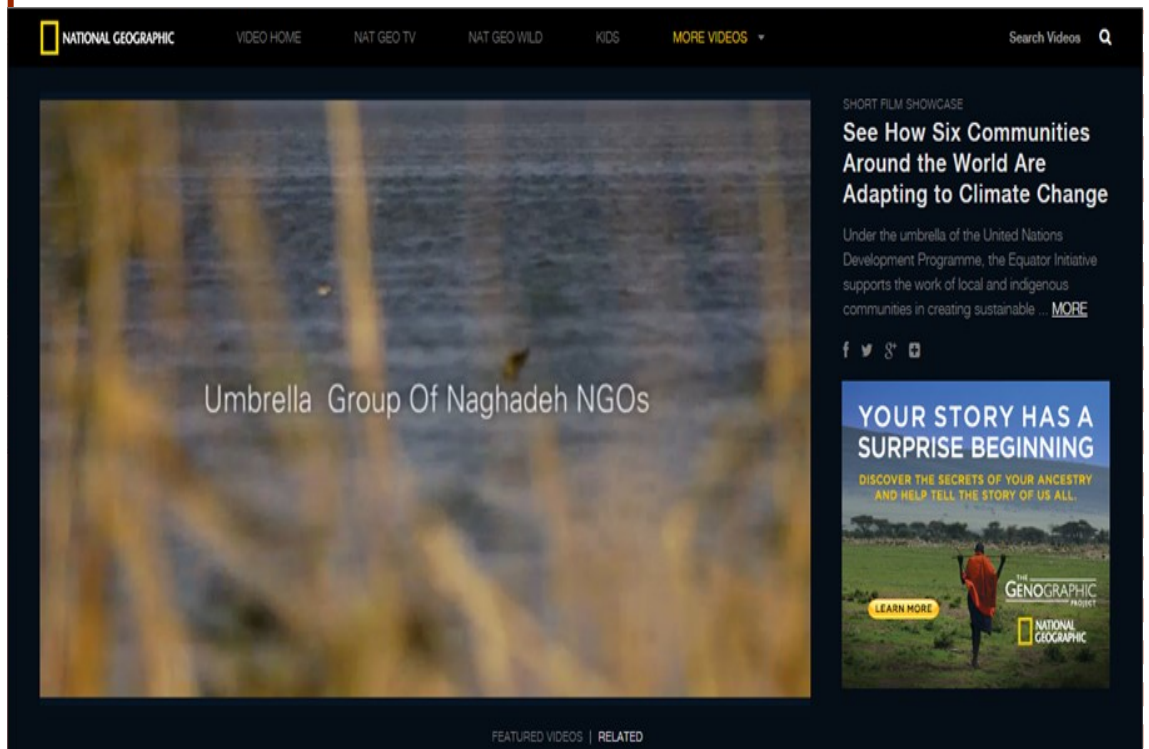 NATIONAL GEOGRAPHIC VIDEO HOME NAT GEO TV NAT GEO WILD KIDS MORE VIDEOS Search Videos
Umbrella Group Of Naghadeh NGOs
SHORT FILM SHOWCASE
See How Six Communities
Around the World Are
Adapting to Climate Change
Under the umbrella of the United Nations
Development Programme, the Equator Initiative
supports the work of local and indigenous
communities in creating sustainable ... MORE
YOUR STORY HAS A
SURPRISE BEGINNING
DISCOVER THE SECRETS OF YOUR ANCESTRY
AND HELP TELL THE STORY OF US ALL.
LEARN MORE
THE
GENOGRAPHIC
PROJECT
NATIONAL
GEOGRAPHIC
FEATURED VIDEOS | RELATED